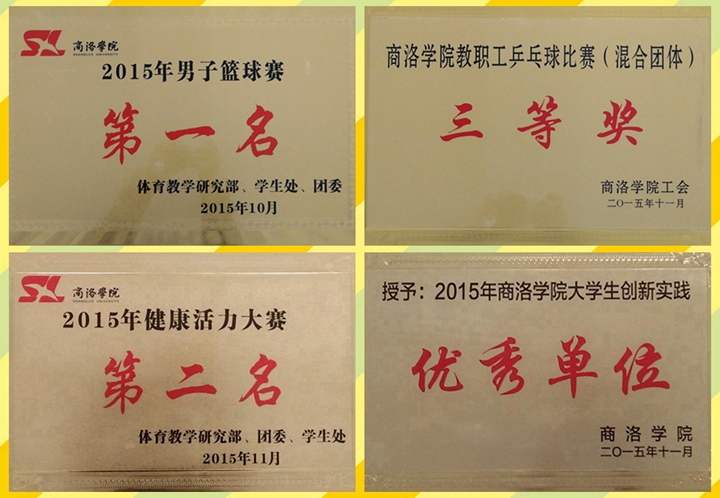 商洛学院
SHANGLUO UNIVERSITY
2015年男子篮球赛
第一名
体育教学研究部、学生处、团委
2015年10月
商洛学院教职工乒乓球比赛（混合团体）
三等奖
商洛学院工会
二〇一五年十一月
商洛学院
2015年健康活力大赛
第二名
体育教学研究部、团委、学生处
2015年11月
授予：2015年商洛学院大学生创新实践
优秀单位
商洛学院
二〇一五年十一月